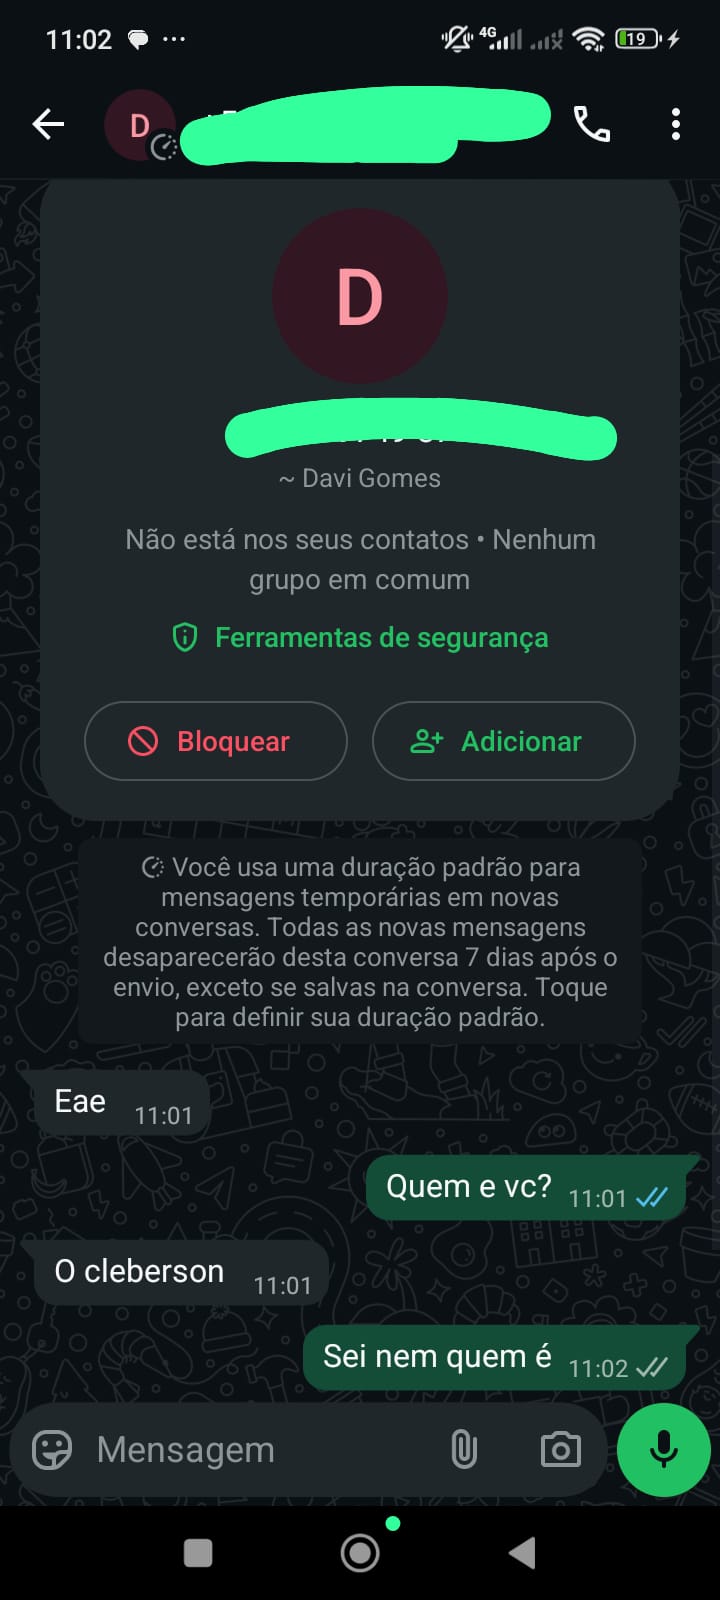 11:02
4G
19
D
D
~ Davi Gomes
Não está nos seus contatos • Nenhum
grupo em comum
Ferramentas de segurança
Bloquear
Adicionar
Você usa uma duração padrão para
mensagens temporárias em novas
conversas. Todas as novas mensagens
desaparecerão desta conversa 7 dias após o
envio, exceto se salvas na conversa. Toque
para definir sua duração padrão.
Eae 11:01
Quem e vc? 11:01
O cleberson 11:01
Sei nem quem é 11:02
Mensagem